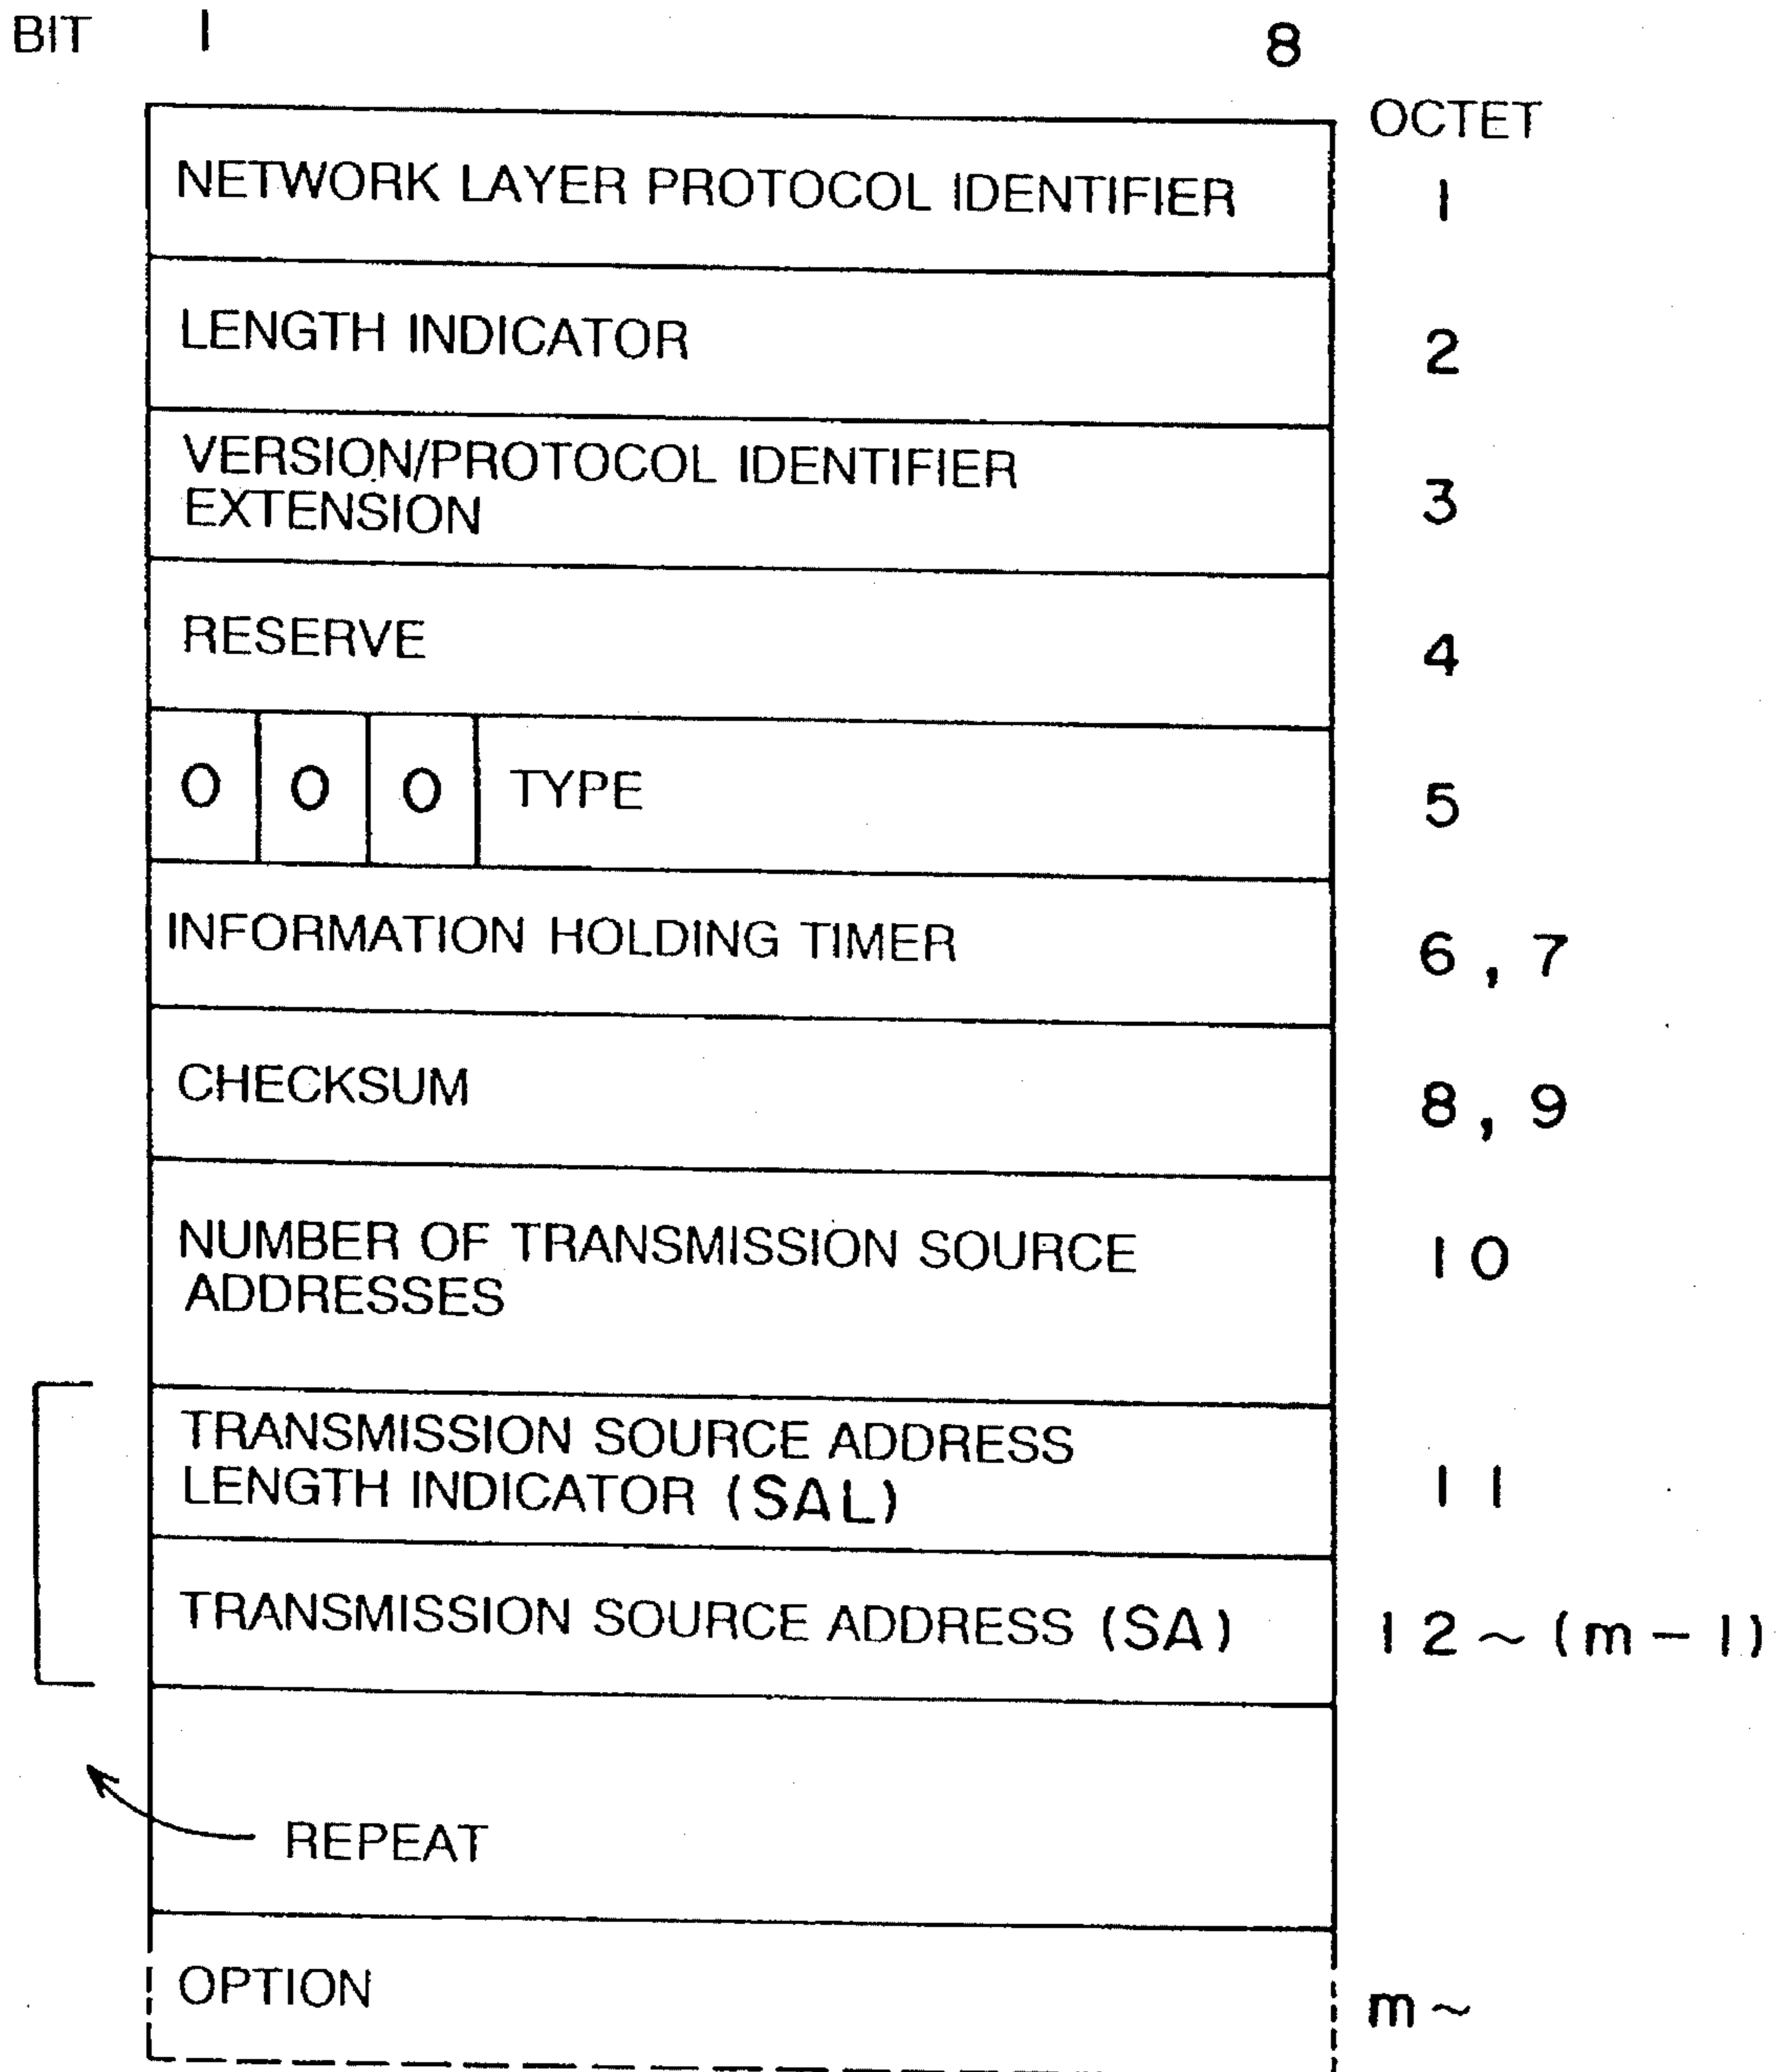 BIT 1 8
OCTET
NETWORK LAYER PROTOCOL IDENTIFIER 1
LENGTH INDICATOR 2
VERSION/PROTOCOL IDENTIFIER
EXTENSION 3
RESERVE 4
0 0 0 TYPE 5
INFORMATION HOLDING TIMER 6, 7
CHECKSUM 8, 9
NUMBER OF TRANSMISSION SOURCE
ADDRESSES 10
TRANSMISSION SOURCE ADDRESS
LENGTH INDICATOR (SAL) 11
TRANSMISSION SOURCE ADDRESS (SA) 12~(m-1)
REPEAT
OPTION m~